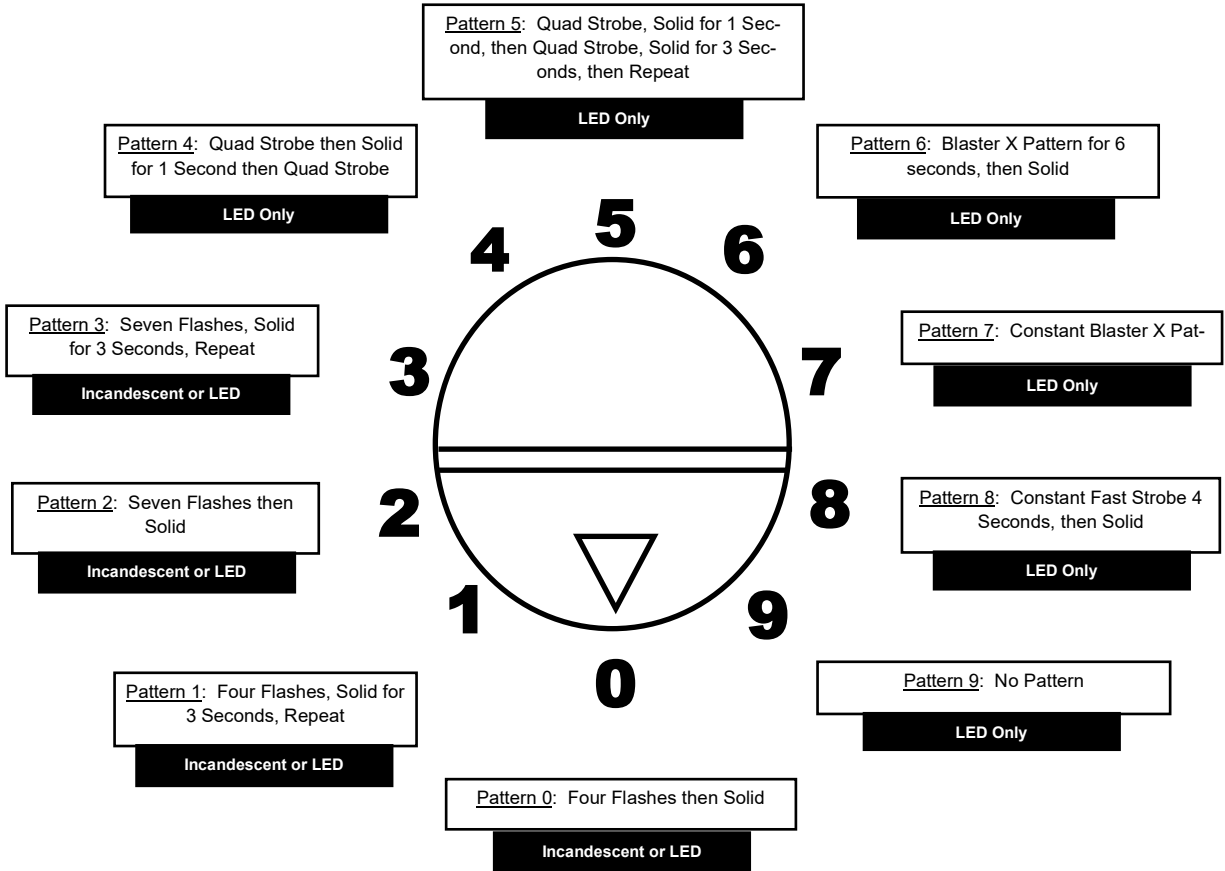 Pattern 5: Quad Strobe, Solid for 1 Sec-
ond, then Quad Strobe, Solid for 3 Sec-
onds, then Repeat
LED Only
Pattern 4: Quad Strobe then Solid
for 1 Second then Quad Strobe
LED Only
Pattern 6: Blaster X Pattern for 6
seconds, then Solid
LED Only
5
4
6
Pattern 3: Seven Flashes, Solid
for 3 Seconds, Repeat
Incandescent or LED
3
7
Pattern 7: Constant Blaster X Pat-
LED Only
Pattern 2: Seven Flashes then
Solid
Incandescent or LED
2
8
Pattern 8: Constant Fast Strobe 4
Seconds, then Solid
LED Only
1
9
0
Pattern 1: Four Flashes, Solid for
3 Seconds, Repeat
Incandescent or LED
Pattern 9: No Pattern
LED Only
Pattern 0: Four Flashes then Solid
Incandescent or LED